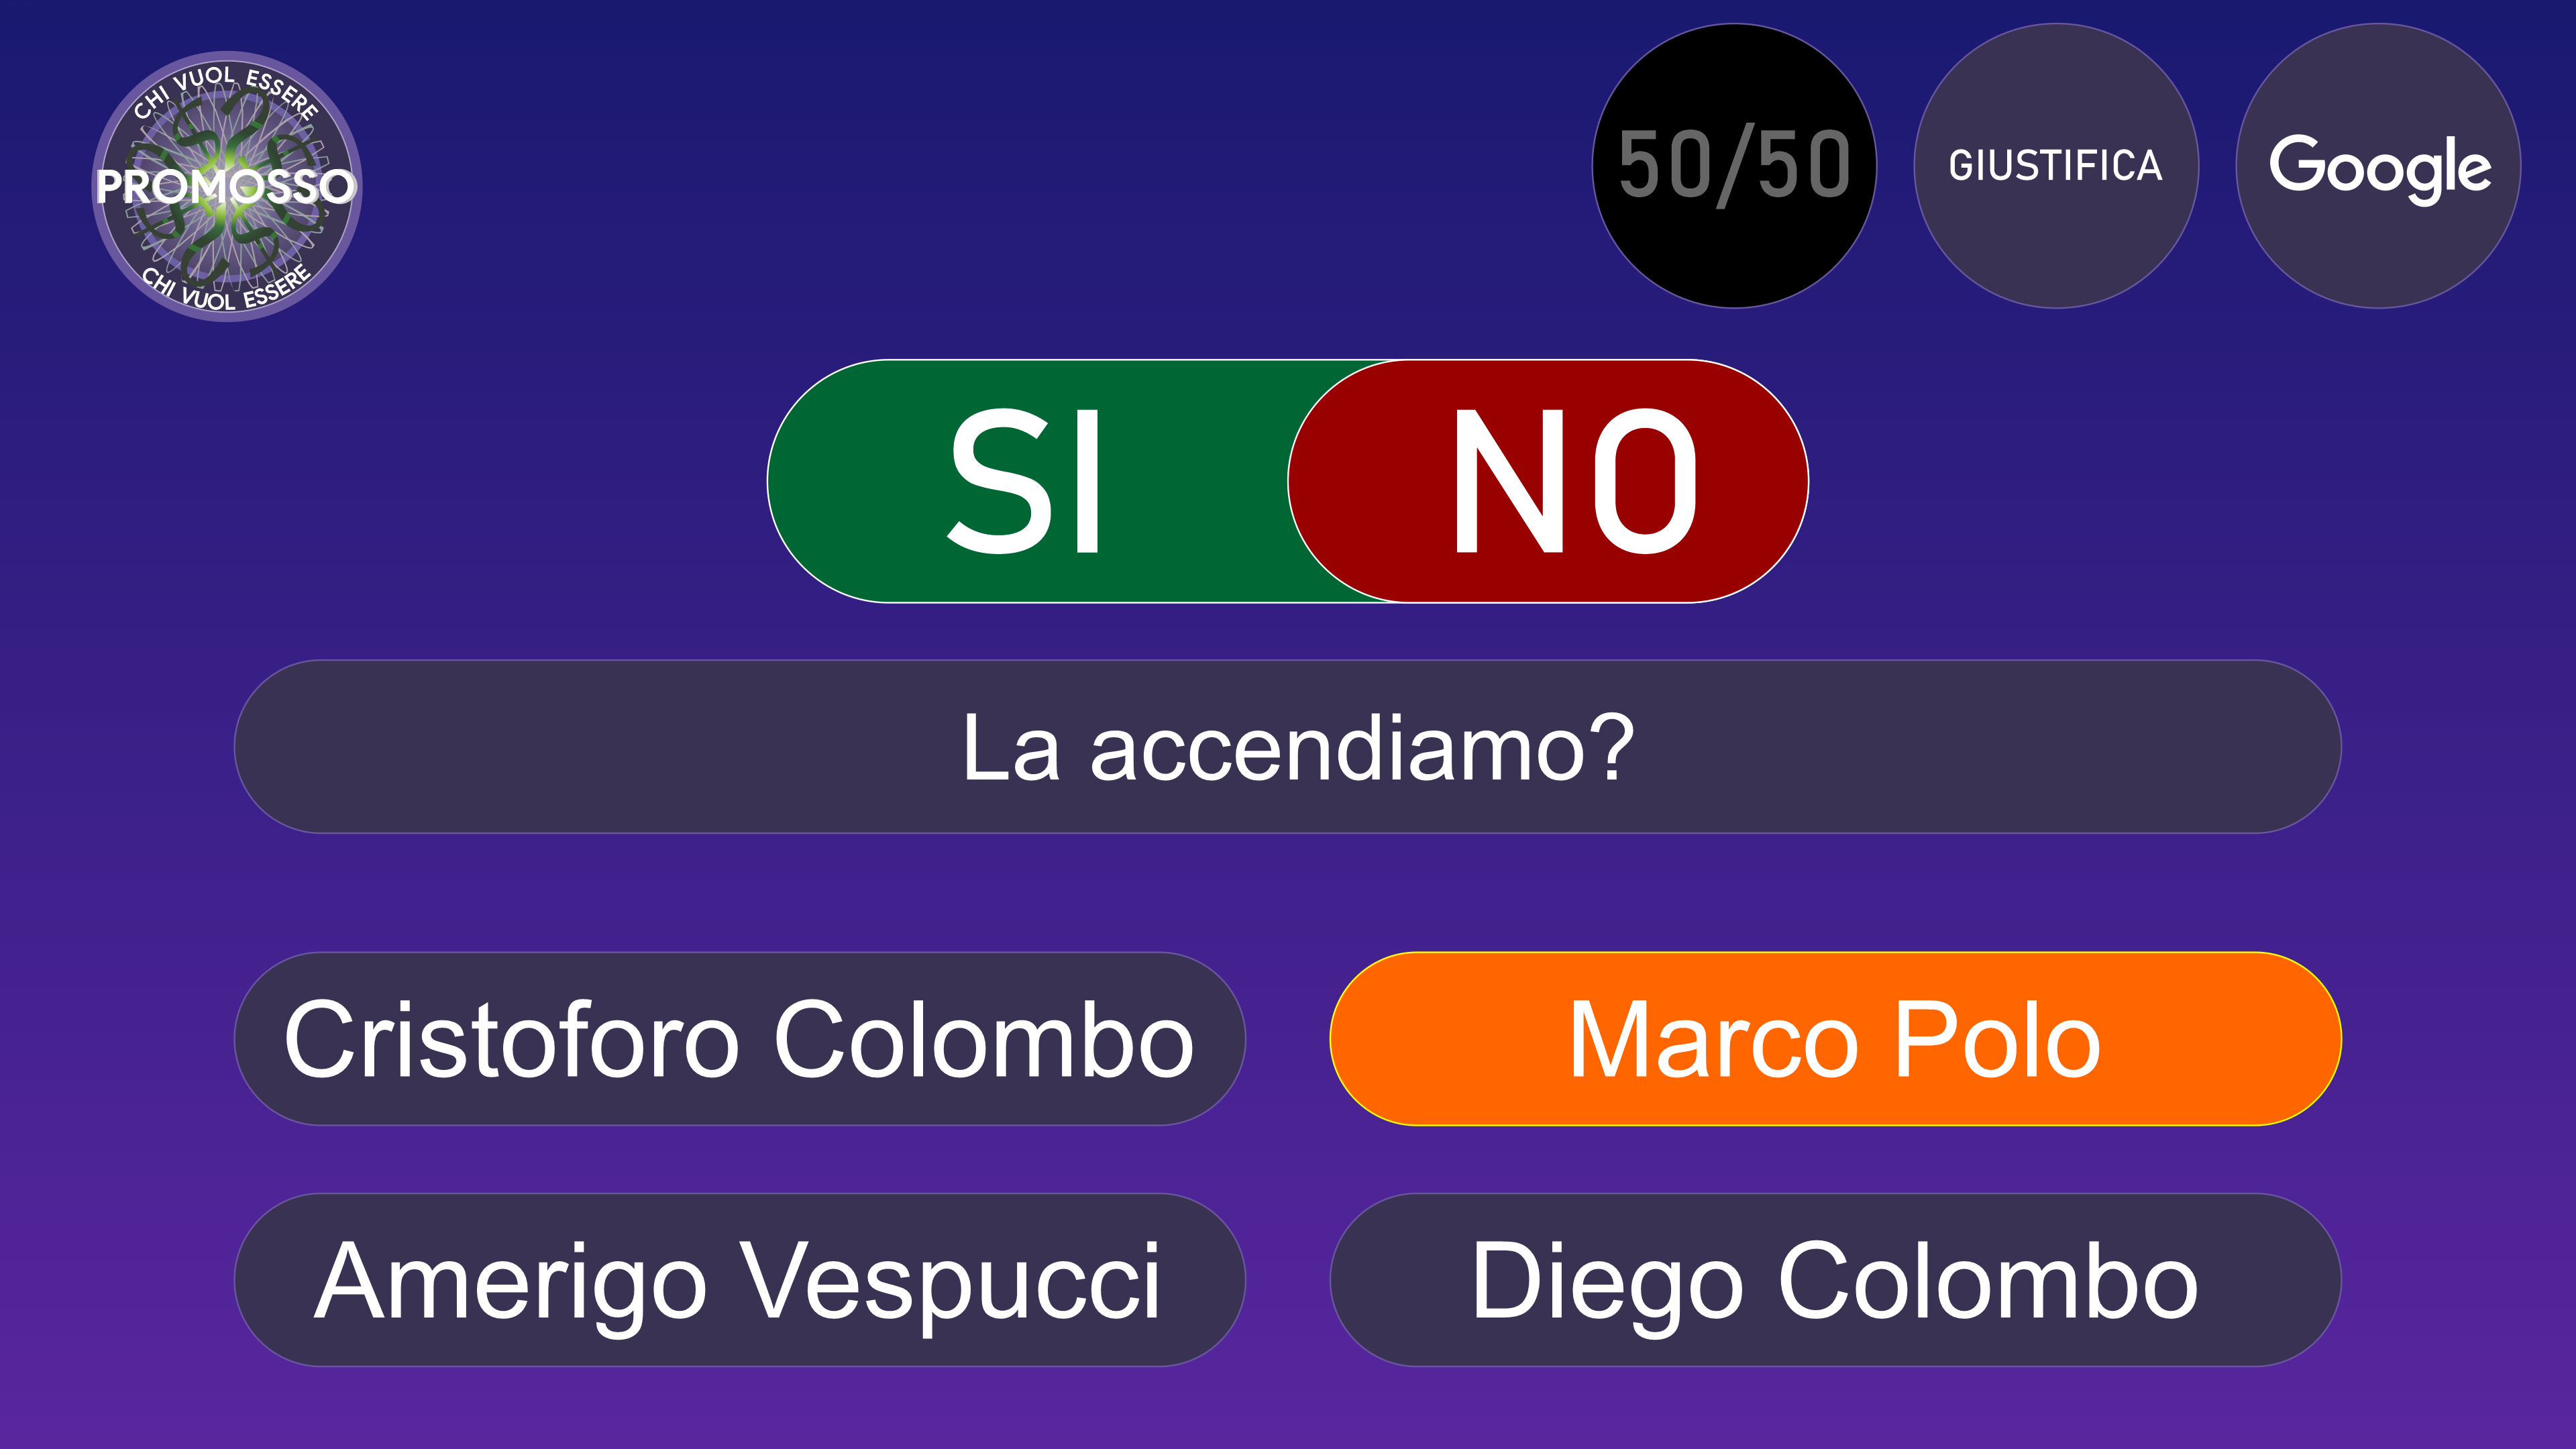 CHI VUOL ESSERE
PROMOSSO
CHI VUOL ESSERE
50/50
GIUSTIFICA
Google
SI
NO
La accendiamo?
Cristoforo Colombo
Marco Polo
Amerigo Vespucci
Diego Colombo